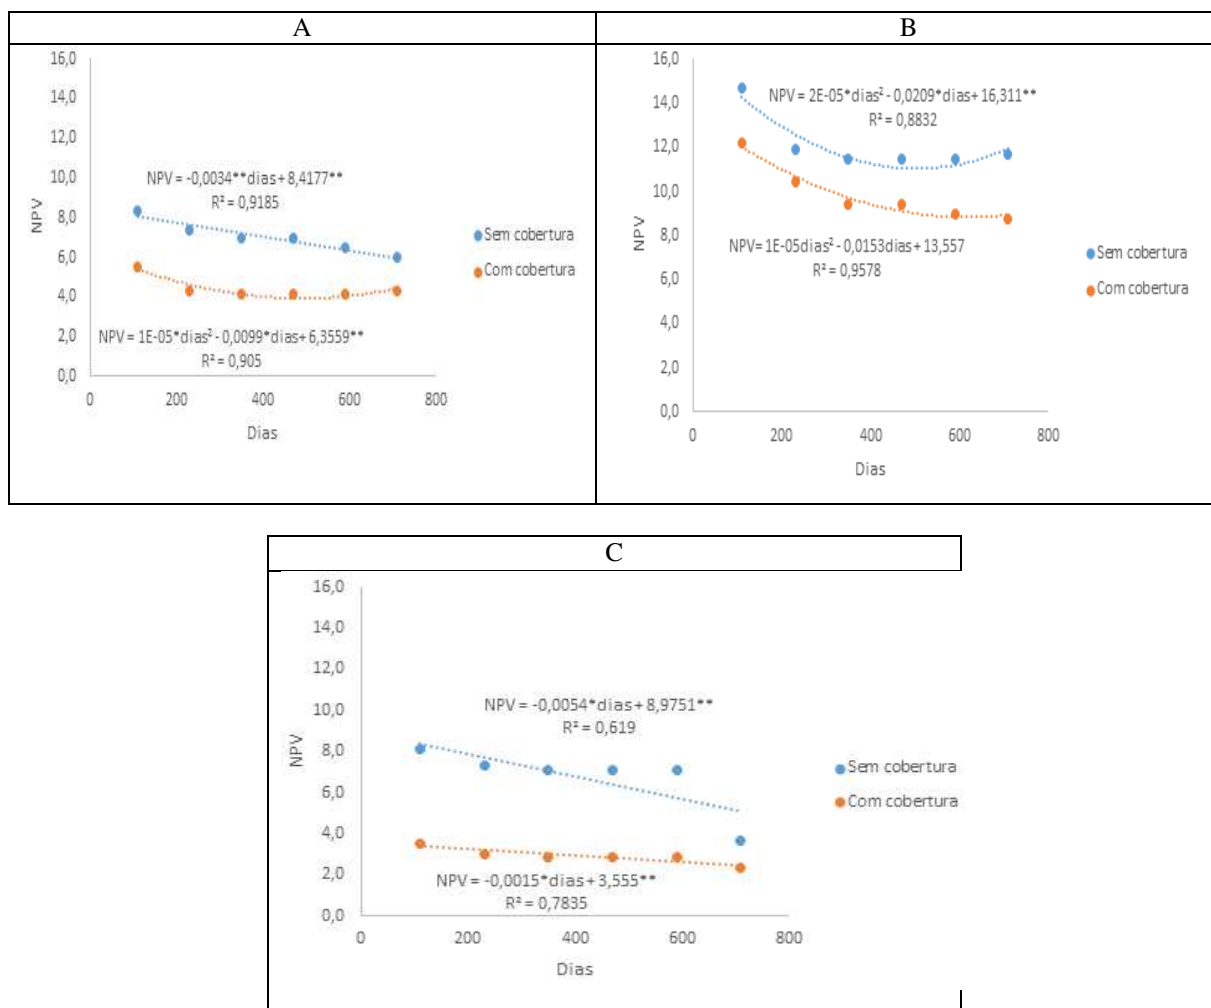 A
16,0
14,0
12,0
10,0
8,0
6,0
4,0
2,0
0,0
NPV
NPV = -0,0034**dias+8,4177**
R² = 0,9185
NPV = 1E-05*dias² - 0,0099*dias+6,3559**
R² = 0,905
Sem cobertura
Com cobertura
0 200 400 600 800
Dias
B
16,0
14,0
12,0
10,0
8,0
6,0
4,0
2,0
0,0
NPV
NPV = 2E-05*dias² - 0,0209*dias+16,311**
R² = 0,8832
NPV= 1E-05dias² - 0,0153dias+13,557
R² = 0,9578
Sem cobertura
Com cobertura
0 200 400 600 800
Dias
C
16,0
14,0
12,0
10,0
8,0
6,0
4,0
2,0
0,0
NPV
NPV = -0,0054*dias+8,9751**
R² = 0,619
NPV = -0,0015*dias+3,555**
R² = 0,7835
Sem cobertura
Com cobertura
0 200 400 600 800
Dias